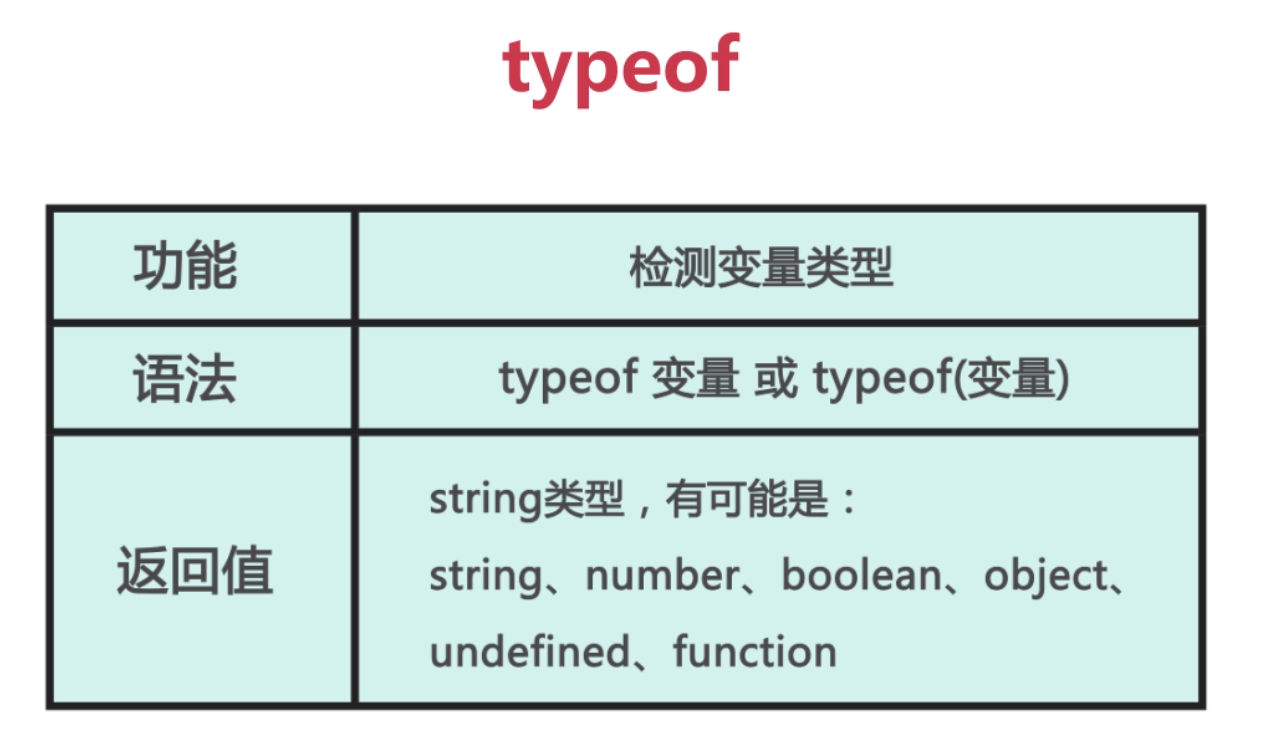 typeof
功能
检测变量类型
语法
typeof 变量 或 typeof(变量)
返回值
string类型，有可能是：
string、number、boolean、object、
undefined、function